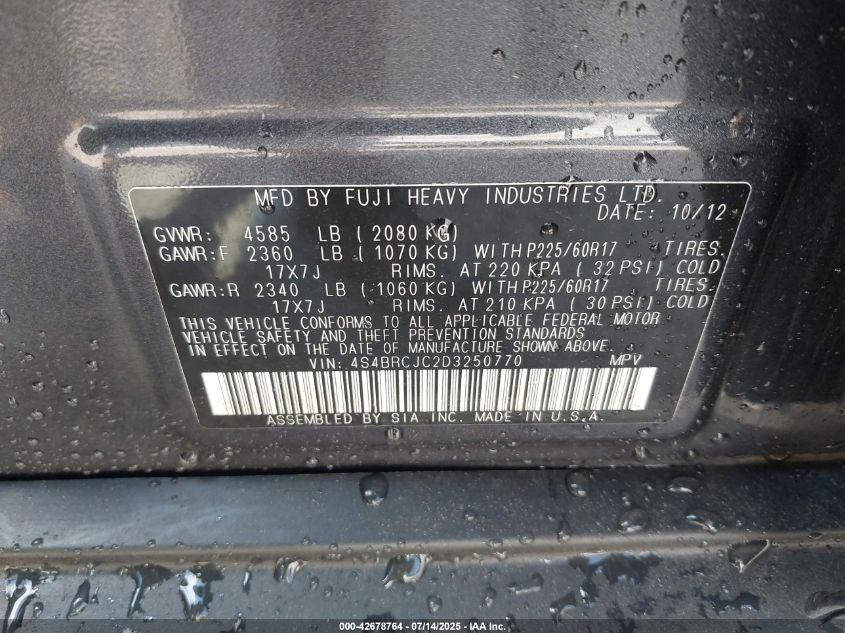 MFD BY FUJI HEAVY INDUSTRIES LTD.
DATE: 10/12
GVWR: 4585 LB ( 2080 KG)
GAWR:F 2360 LB ( 1070 KG) WITH P225/60R17 TIRES.
17X7J RIMS. AT 220 KPA ( 32 PSI) COLD
GAWR:R 2340 LB ( 1060 KG) WITH P225/60R17 TIRES.
17X7J RIMS. AT 210 KPA ( 30 PSI) COLD
THIS VEHICLE CONFORMS TO ALL APPLICABLE FEDERAL MOTOR
VEHICLE SAFETY AND THEFT PREVENTION STANDARDS
IN EFFECT ON THE DATE OF MANUFACTURE SHOWN ABOVE.
VIN: 4S4BRCJC2D3250770 MPV
ASSEMBLED BY SIA INC. MADE IN U.S.A.
000-42678764 - 07/14/2025 - IAA Inc.